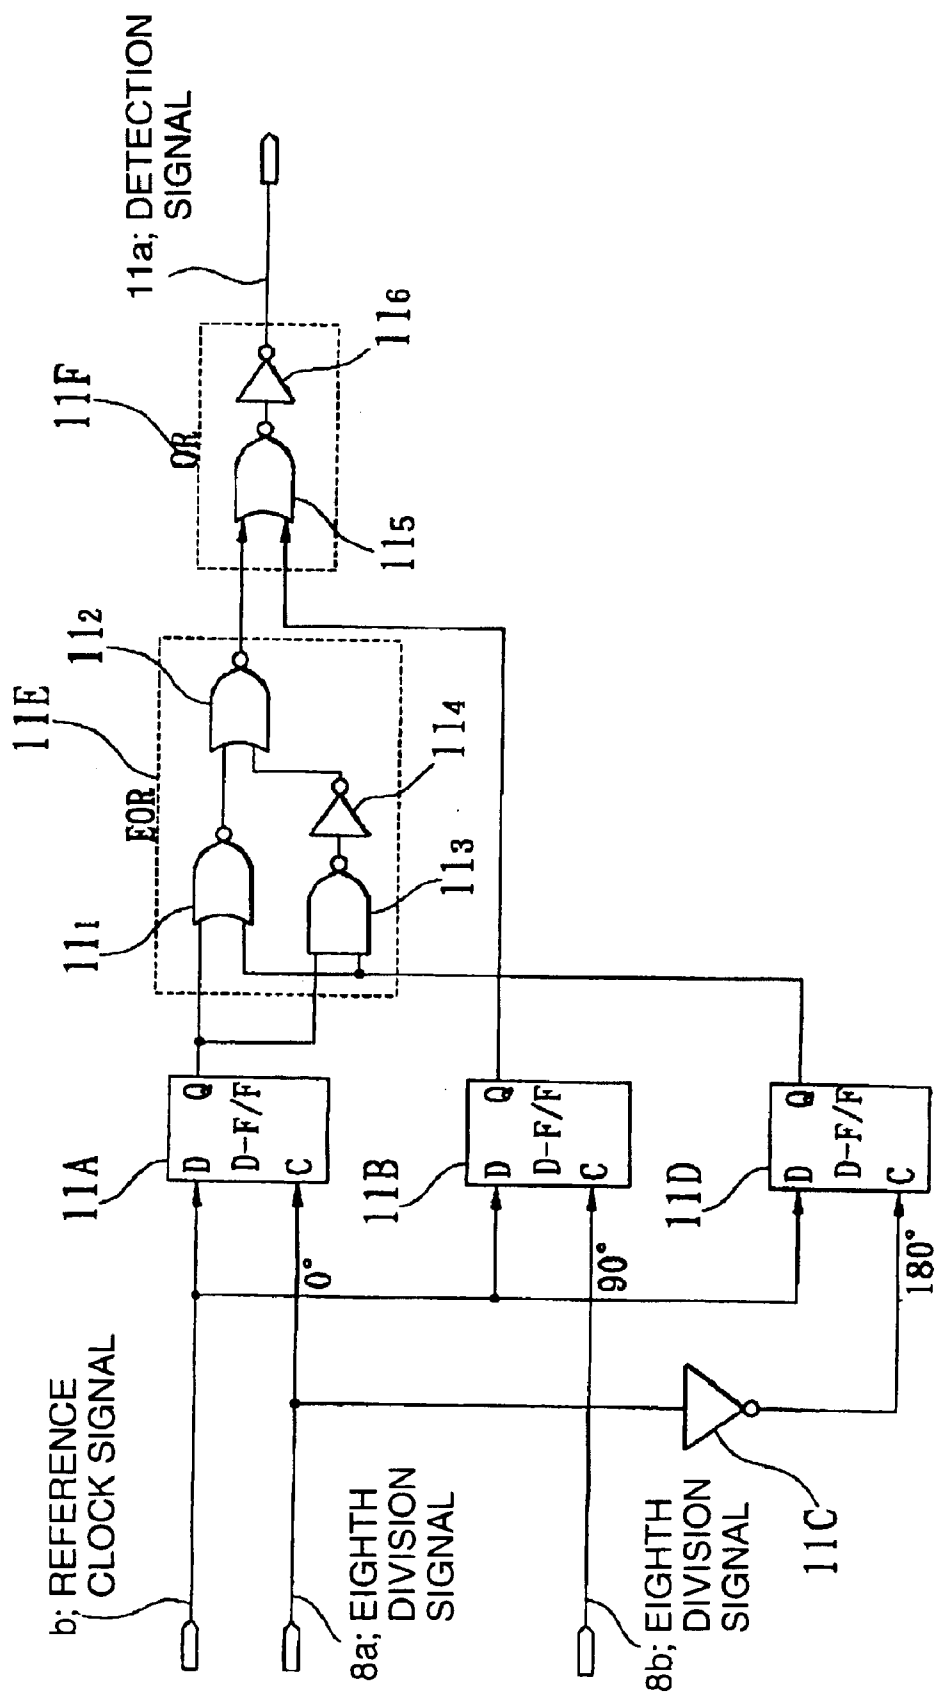 b; REFERENCE
CLOCK SIGNAL
8a; EIGHTH
DIVISION
SIGNAL
8b; EIGHTH
DIVISION
SIGNAL
11C
0°
90°
180°
11A
D Q
D-F/F
C
11B
D Q
D-F/F
C
11D
D Q
D-F/F
C
11E
EOR
111
112
113
114
11F
OR
115
116
11a; DETECTION
SIGNAL